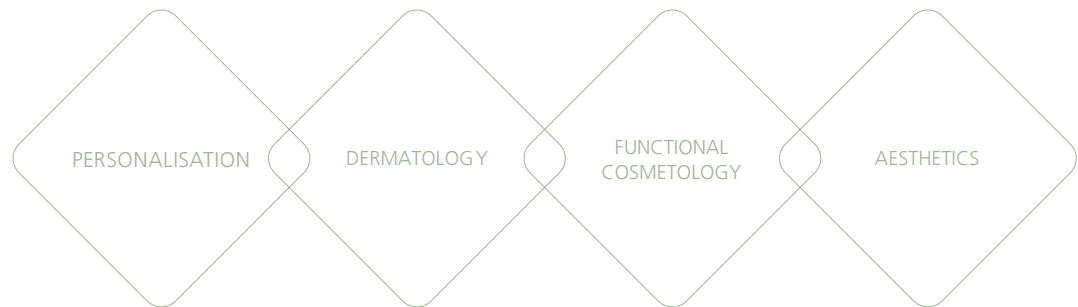 PERSONALISATION
DERMATOLOGY
FUNCTIONAL
COSMETOLOGY
AESTHETICS